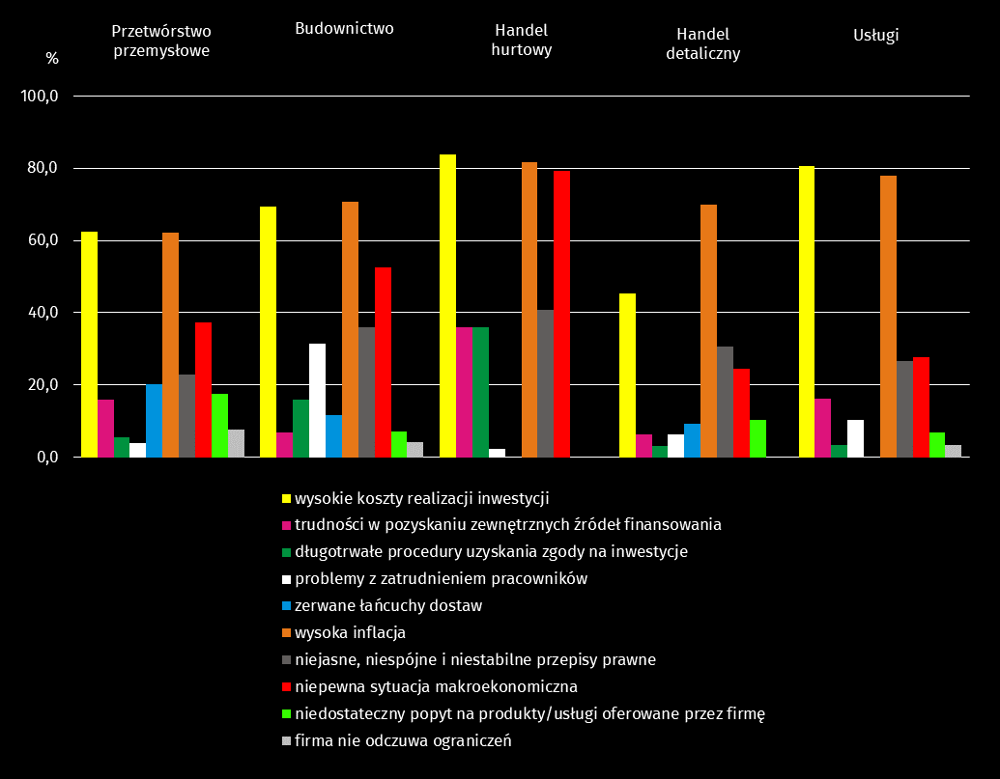 Przetwórstwo
przemysłowe
Budownictwo
Handel
hurtowy
Handel
detaliczny
Usługi
%
100,0
80,0
60,0
40,0
20,0
0,0
wysokie koszty realizacji inwestycji
trudności w pozyskaniu zewnętrznych źródeł finansowania
długotrwałe procedury uzyskania zgody na inwestycje
problemy z zatrudnieniem pracowników
zerwane łańcuchy dostaw
wysoka inflacja
niejasne, niespójne i niestabilne przepisy prawne
niepewna sytuacja makroekonomiczna
niedostateczny popyt na produkty/usługi oferowane przez firmę
firma nie odczuwa ograniczeń